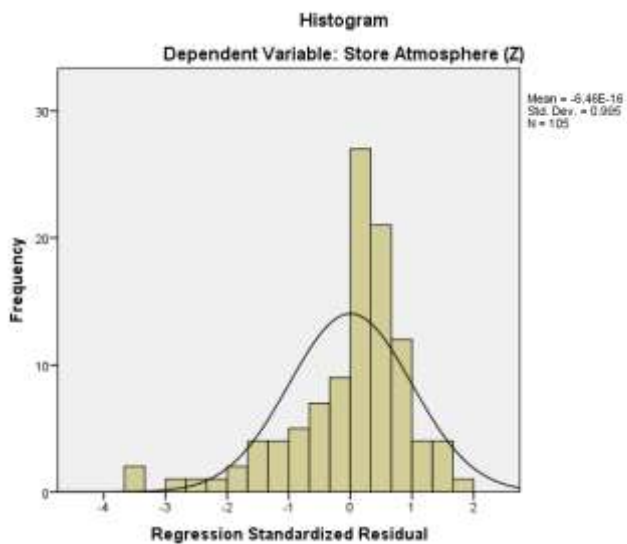 Histogram
Dependent Variable: Store Atmosphere (Z)
Mean = -6.46E-16
Std. Dev. = 0.995
N = 105
Frequency
30
20
10
0
-4 -3 -2 -1 0 1 2
Regression Standardized Residual